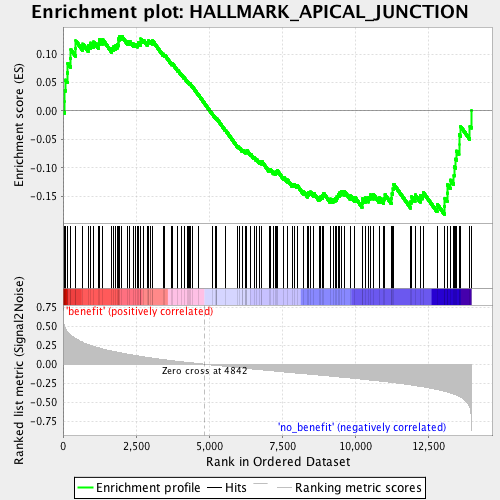 Enrichment plot: HALLMARK_APICAL_JUNCTION
Enrichment score (ES)
0.10
0.05
0.00
-0.05
-0.10
-0.15
Ranked list metric (Signal2Noise)
'benefit' (positively correlated)
0.75
0.50
0.25
0.00
-0.25
-0.50
-0.75
Zero cross at 4842
'no_benefit' (negatively correlated)
0
2,500
5,000
7,500
10,000
12,500
Rank in Ordered Dataset
Enrichment profile
Hits
Ranking metric scores